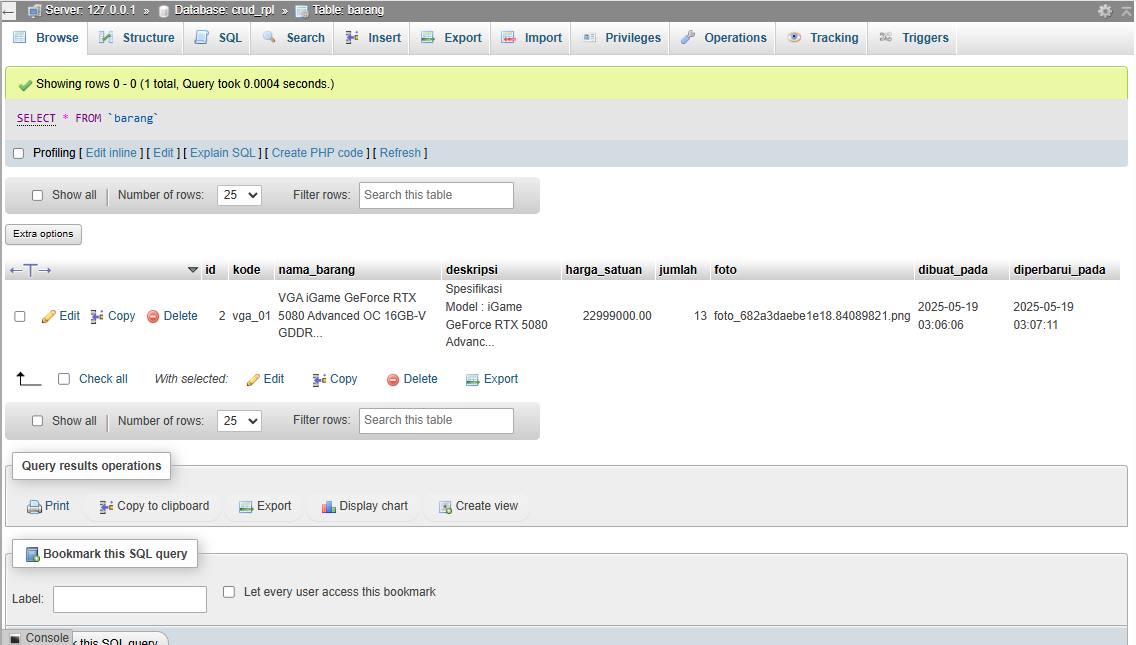 Server: 127.0.0.1 » Database: crud_rpl » Table: barang
Browse Structure SQL Search Insert Export Import Privileges Operations Tracking Triggers
Showing rows 0 - 0 (1 total, Query took 0.0004 seconds.)
SELECT * FROM `barang`
Profiling [ Edit inline ] [ Edit ] [ Explain SQL ] [ Create PHP code ] [ Refresh ]
Show all Number of rows: 25 Filter rows: Search this table
Extra options
←T→ id kode nama_barang deskripsi harga_satuan jumlah foto dibuat_pada diperbarui_pada
Edit Copy Delete 2 vga_01 VGA iGame GeForce RTX
5080 Advanced OC 16GB-V
GDDR...
Spesifikasi
Model : iGame
GeForce RTX 5080
Advanc...
22999000.00 13 foto_682a3daebe1e18.84089821.png 2025-05-19
03:06:06
2025-05-19
03:07:11
Check all With selected: Edit Copy Delete Export
Show all Number of rows: 25 Filter rows: Search this table
Query results operations
Print Copy to clipboard Export Display chart Create view
Bookmark this SQL query
Label: Let every user access this bookmark
Console this SQL query